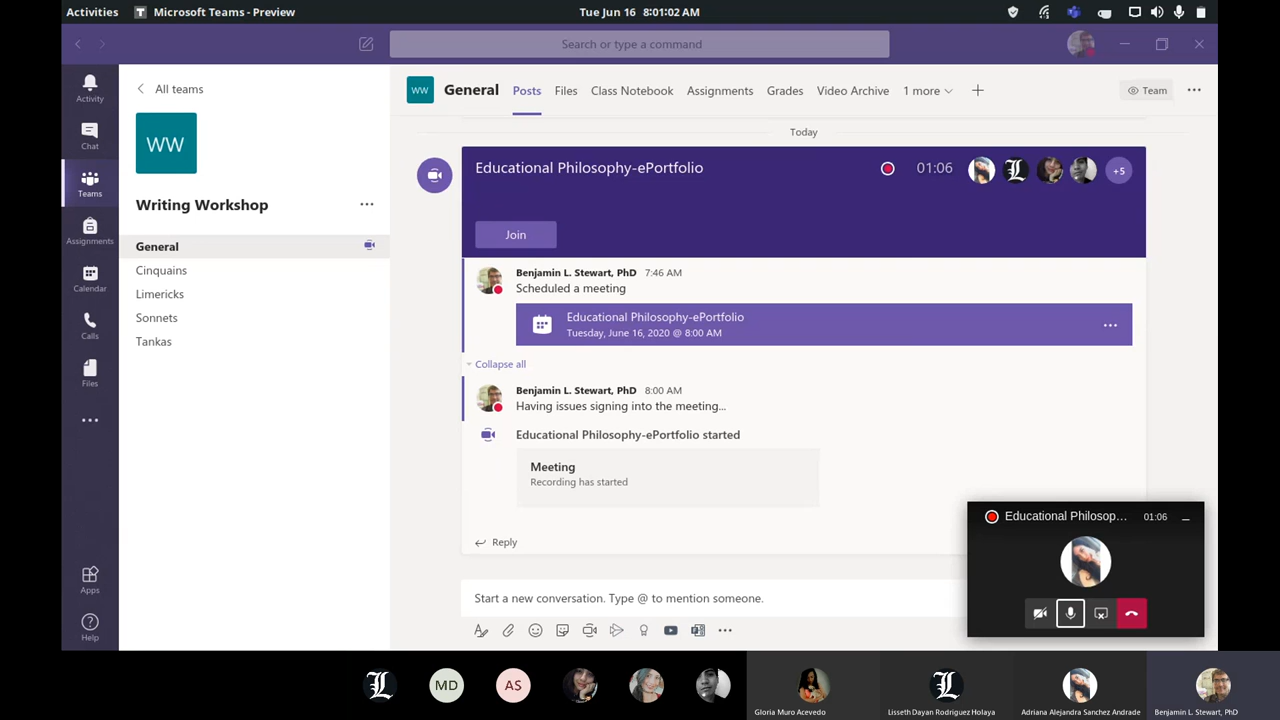 Activities
Microsoft Teams - Preview
Tue Jun 16 8:01:02 AM
Search or type a command
Activity
Chat
Teams
Assignments
Calendar
Calls
Files
Apps
Help
All teams
WW
Writing Workshop
General
Cinquains
Limericks
Sonnets
Tankas
WW
General
Posts
Files
Class Notebook
Assignments
Grades
Video Archive
1 more
Team
Today
Educational Philosophy-ePortfolio
01:06
L
+5
Join
Benjamin L. Stewart, PhD 7:46 AM
Scheduled a meeting
Educational Philosophy-ePortfolio
Tuesday, June 16, 2020 @ 8:00 AM
Collapse all
Benjamin L. Stewart, PhD 8:00 AM
Having issues signing into the meeting...
Educational Philosophy-ePortfolio started
Meeting
Recording has started
Reply
Start a new conversation. Type @ to mention someone.
Educational Philosop...
01:06
L
MD
AS
L
Gloria Muro Acevedo
Lisseth Dayan Rodriguez Holaya
Adriana Alejandra Sanchez Andrade
Benjamin L. Stewart, PhD